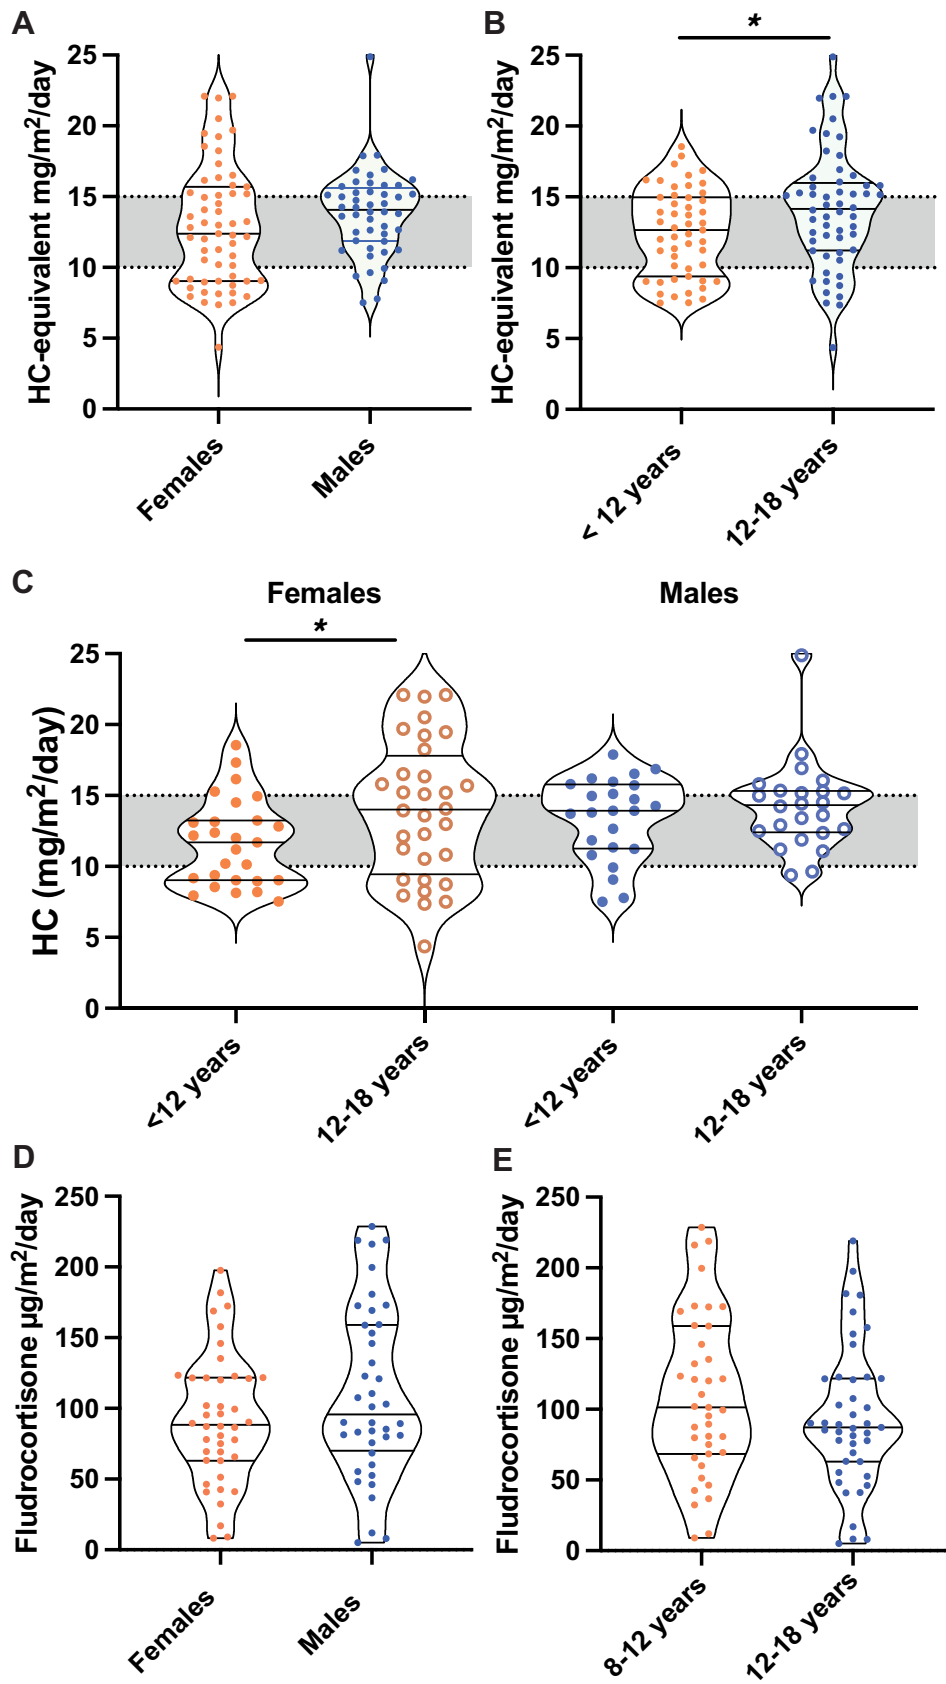 A
HC-equivalent mg/m²/day
25
20
15
10
5
0
Females
Males
B
*
HC-equivalent mg/m²/day
25
20
15
10
5
0
< 12 years
12-18 years
C
Females
Males
*
HC (mg/m²/day)
25
20
15
10
5
0
<12 years
12-18 years
<12 years
12-18 years
D
Fludrocortisone µg/m²/day
250
200
150
100
50
0
Females
Males
E
Fludrocortisone µg/m²/day
250
200
150
100
50
0
8-12 years
12-18 years